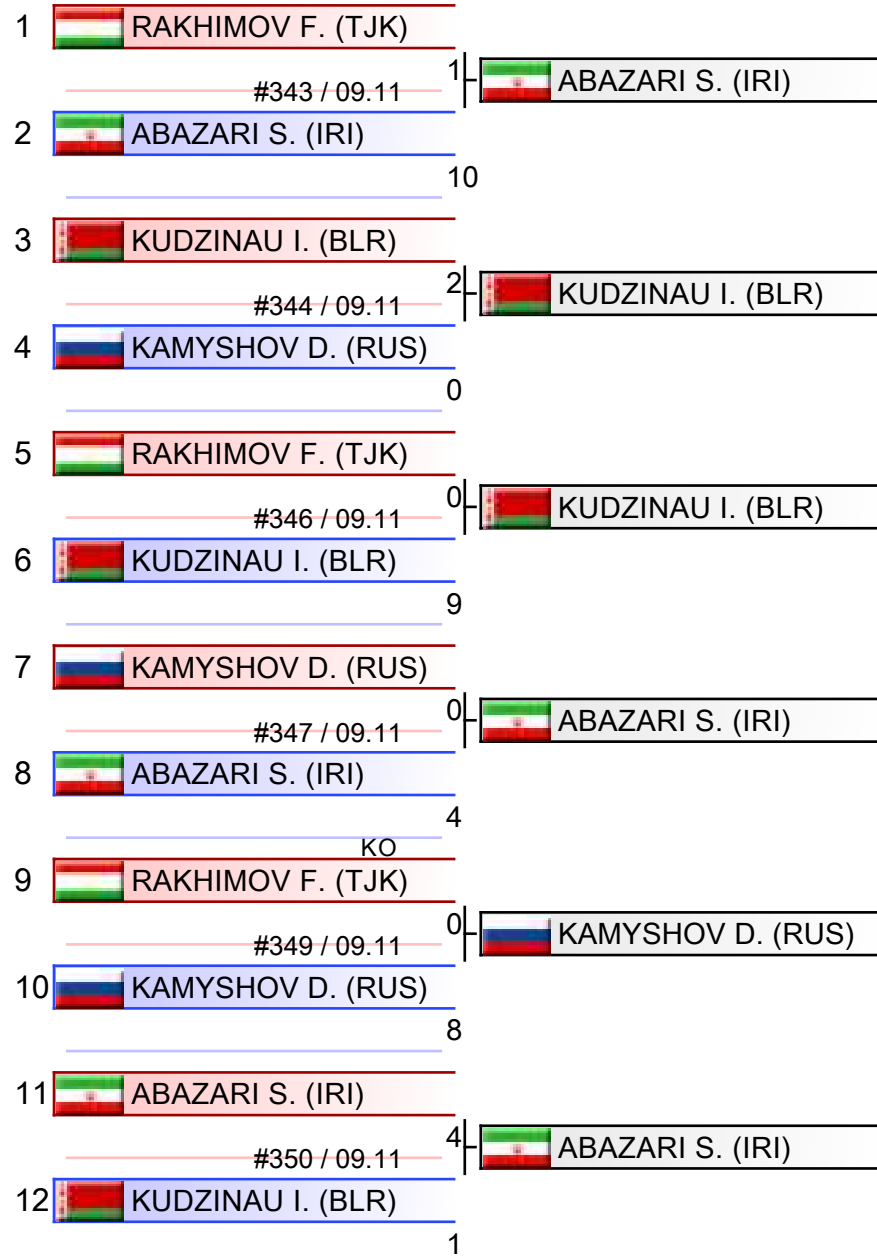 1 RAKHIMOV F. (TJK)
1 ABAZARI S. (IRI)
#343 / 09.11
2 ABAZARI S. (IRI)
10
3 KUDZINAU I. (BLR)
2 KUDZINAU I. (BLR)
#344 / 09.11
4 KAMYSHOV D. (RUS)
0
5 RAKHIMOV F. (TJK)
0 KUDZINAU I. (BLR)
#346 / 09.11
6 KUDZINAU I. (BLR)
9
7 KAMYSHOV D. (RUS)
0 ABAZARI S. (IRI)
#347 / 09.11
8 ABAZARI S. (IRI)
4
KO
9 RAKHIMOV F. (TJK)
0 KAMYSHOV D. (RUS)
#349 / 09.11
10 KAMYSHOV D. (RUS)
8
11 ABAZARI S. (IRI)
4 ABAZARI S. (IRI)
#350 / 09.11
12 KUDZINAU I. (BLR)
1